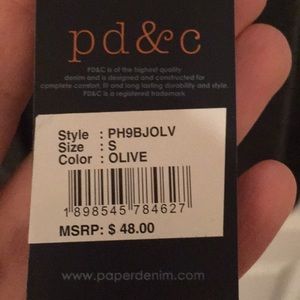 pd&c
PD&C is of the highest quality
denim and is designed and constructed for
complete comfort, fit and long lasting durability and style.
PD&C is a registered trademark.
Style : PH9BJOLV
Size : S
Color : OLIVE
1 898545 784627
MSRP: $ 48.00
www.paperdenim.com